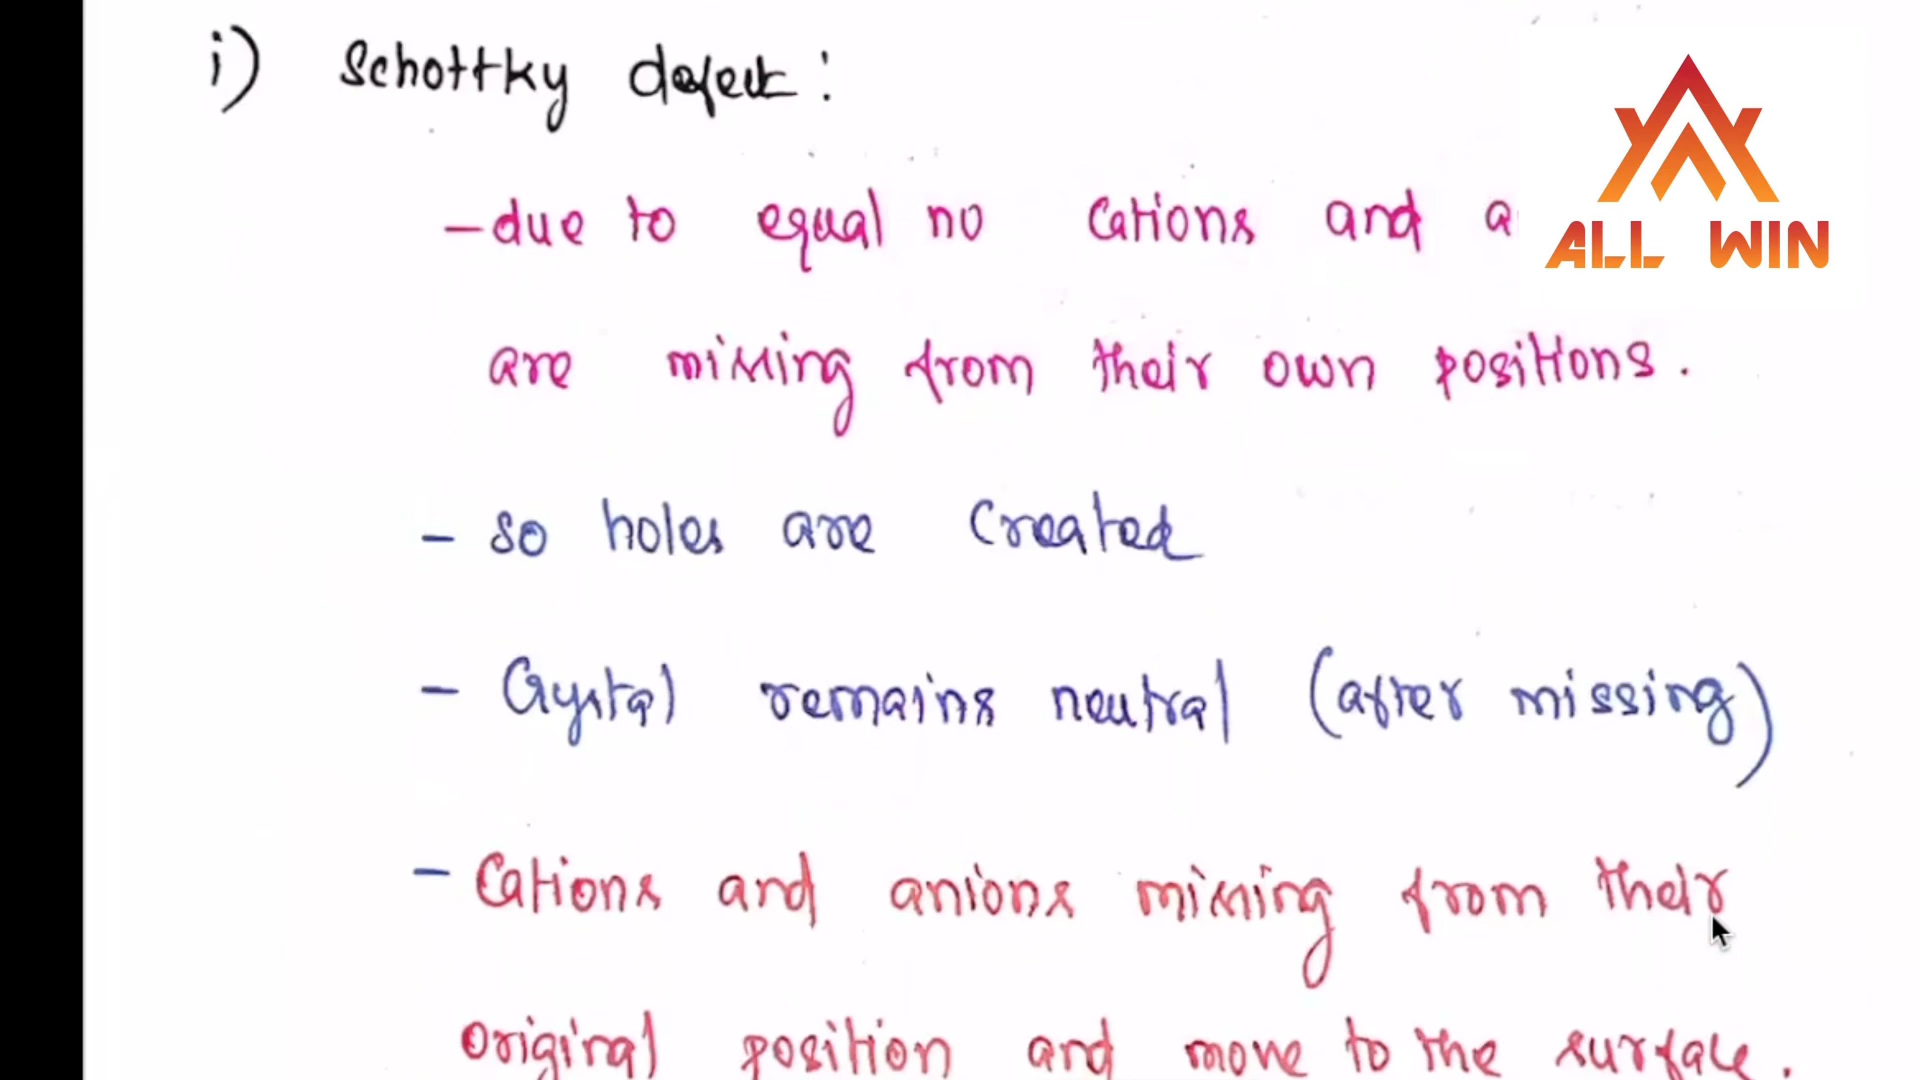 i) Schottky defect:
- due to equal no cations and a
ALL WIN
are missing from their own positions.
- so holes are created
- Crystal remains neutral (after missing)
- Cations and anions missing from their
original position and move to the surface.